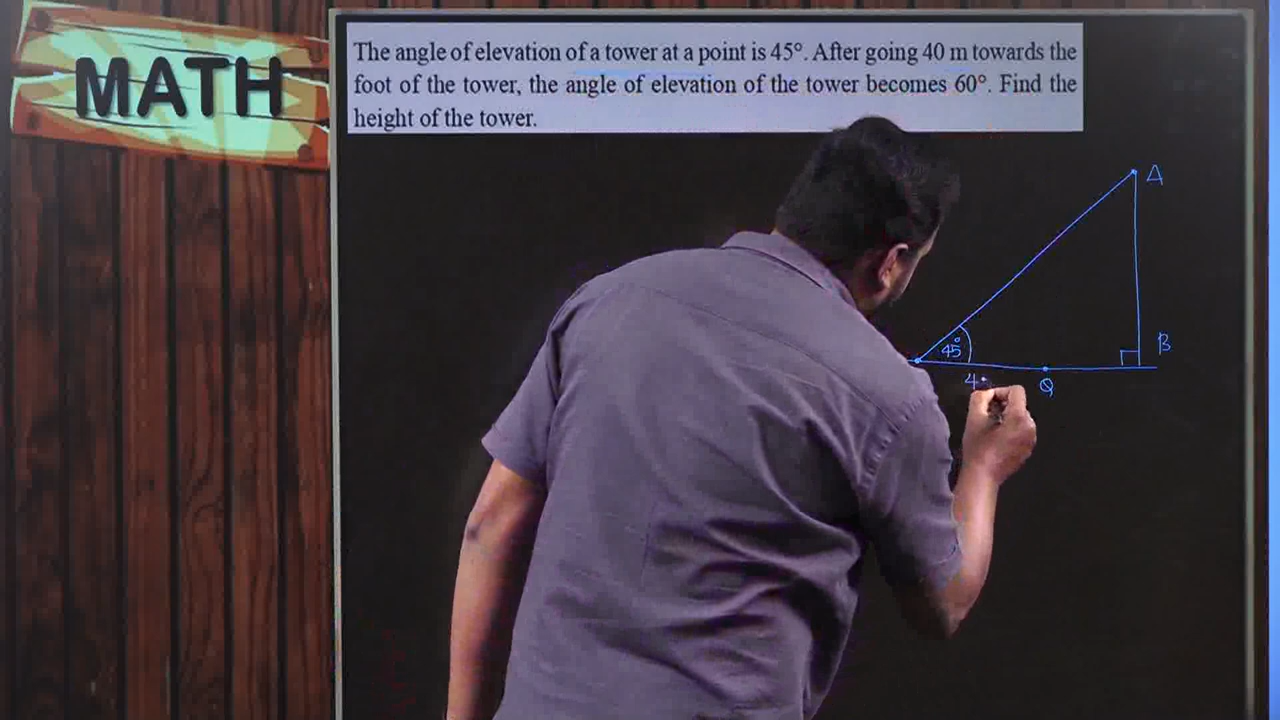 MATH
The angle of elevation of a tower at a point is 45°. After going 40 m towards the
foot of the tower, the angle of elevation of the tower becomes 60°. Find the
height of the tower.
A
45°
B
4
Q